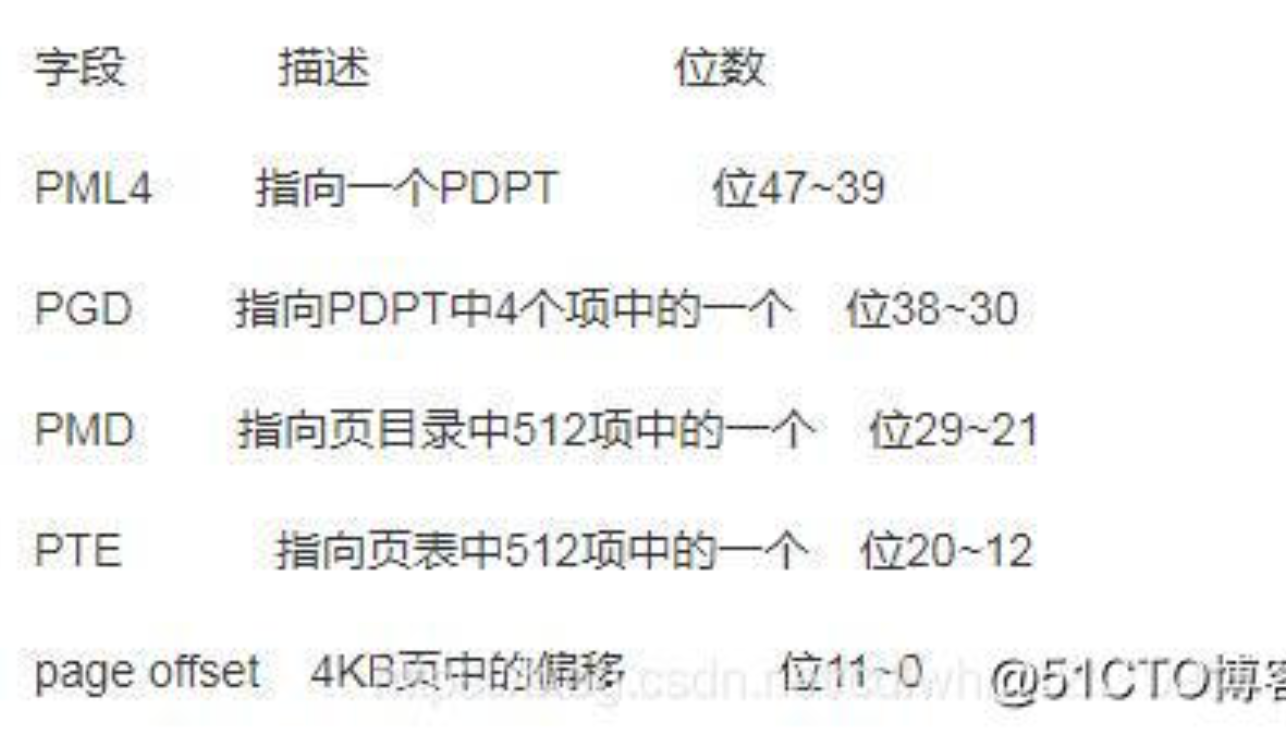 字段 描述 位数
PML4 指向一个PDPT 位47~39
PGD 指向PDPT中4个项中的一个 位38~30
PMD 指向页目录中512项中的一个 位29~21
PTE 指向页表中512项中的一个 位20~12
page offset 4KB页中的偏移 位11~0 @51CTO博客